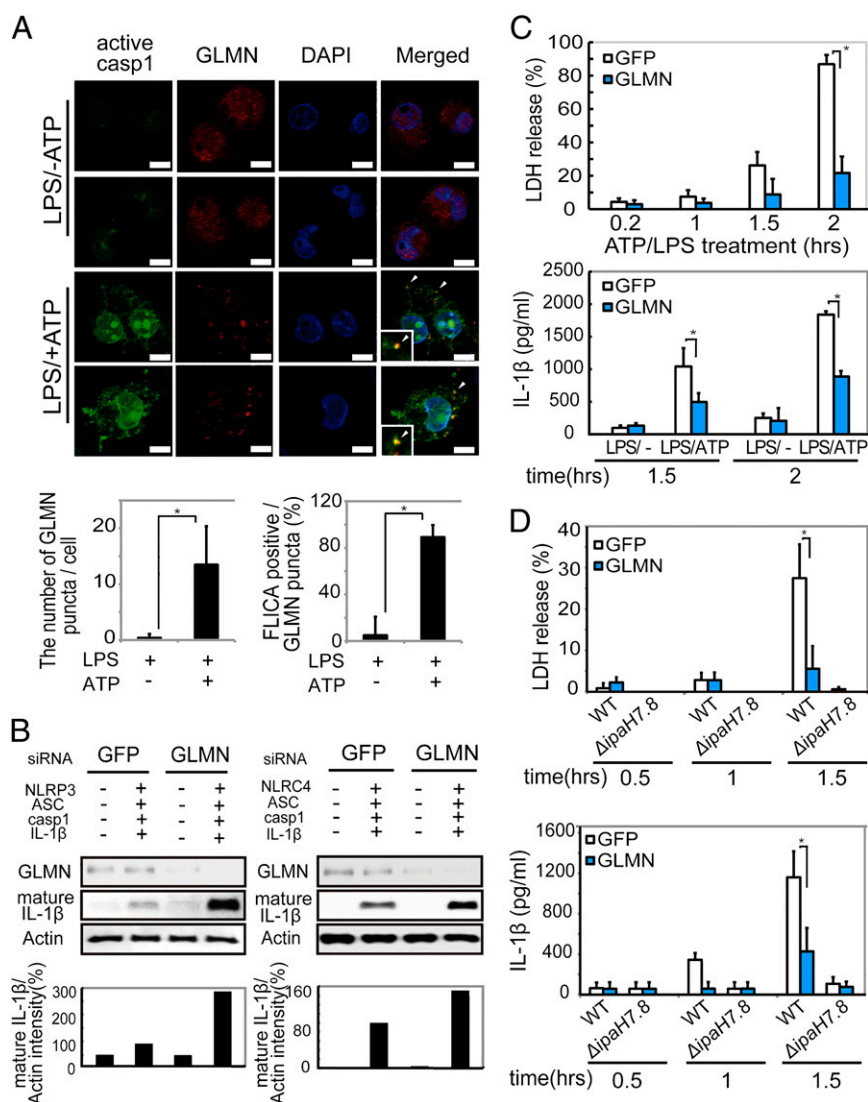 A
active casp1
GLMN
DAPI
Merged
LPS/-ATP
LPS/+ATP
The number of GLMN puncta / cell
20
10
0
*
LPS + +
ATP - +
FLICA positive / GLMN puncta (%)
120
80
40
0
*
LPS + +
ATP - +
B
siRNA GFP GLMN
NLRP3 - + - +
ASC - + - +
casp1 - + - +
IL-1β - + - +
GLMN
mature IL-1β
Actin
mature IL-1β/ Actin intensity(%)
300
200
100
0
siRNA GFP GLMN
NLRC4 - + - +
ASC - + - +
casp1 - + - +
IL-1β - + - +
GLMN
mature IL-1β
Actin
mature IL-1β/ Actin intensity(%)
160
80
0
C
LDH release (%)
100
80
60
40
20
0
GFP
GLMN
*
0.2 1 1.5 2
ATP/LPS treatment (hrs)
IL-1β (pg/ml)
2500
2000
1500
1000
500
0
GFP
GLMN
*
*
LPS/ - LPS/ATP LPS/ - LPS/ATP
time(hrs) 1.5 2
D
LDH release (%)
40
30
20
10
0
GFP
GLMN
*
WT ΔipaH7.8 WT ΔipaH7.8 WT ΔipaH7.8
time(hrs) 0.5 1 1.5
IL-1β (pg/ml)
1600
1200
800
400
0
GFP
GLMN
*
WT ΔipaH7.8 WT ΔipaH7.8 WT ΔipaH7.8
time(hrs) 0.5 1 1.5